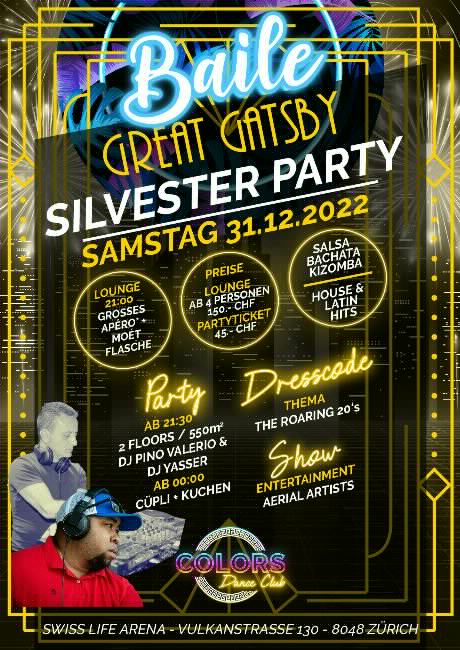 Baile
GREAT GATSBY
SILVESTER PARTY
SAMSTAG 31.12.2022
LOUNGE
21:00
GROSSES
APÉRO* +
MOËT
FLASCHE
PREISE
LOUNGE
AB 4 PERSONEN
150.- CHF
PARTYTICKET
45.- CHF
SALSA
BACHATA
KIZOMBA
HOUSE &
LATIN
HITS
Party
AB 21:30
2 FLOORS / 550m²
DJ PINO VALERIO &
DJ YASSER
AB 00:00
CÜPLI + KUCHEN
Dresscode
THEMA
THE ROARING 20's
Show
ENTERTAINMENT
AERIAL ARTISTS
COLORS
Dance Club
SWISS LIFE ARENA - VULKANSTRASSE 130 - 8048 ZÜRICH